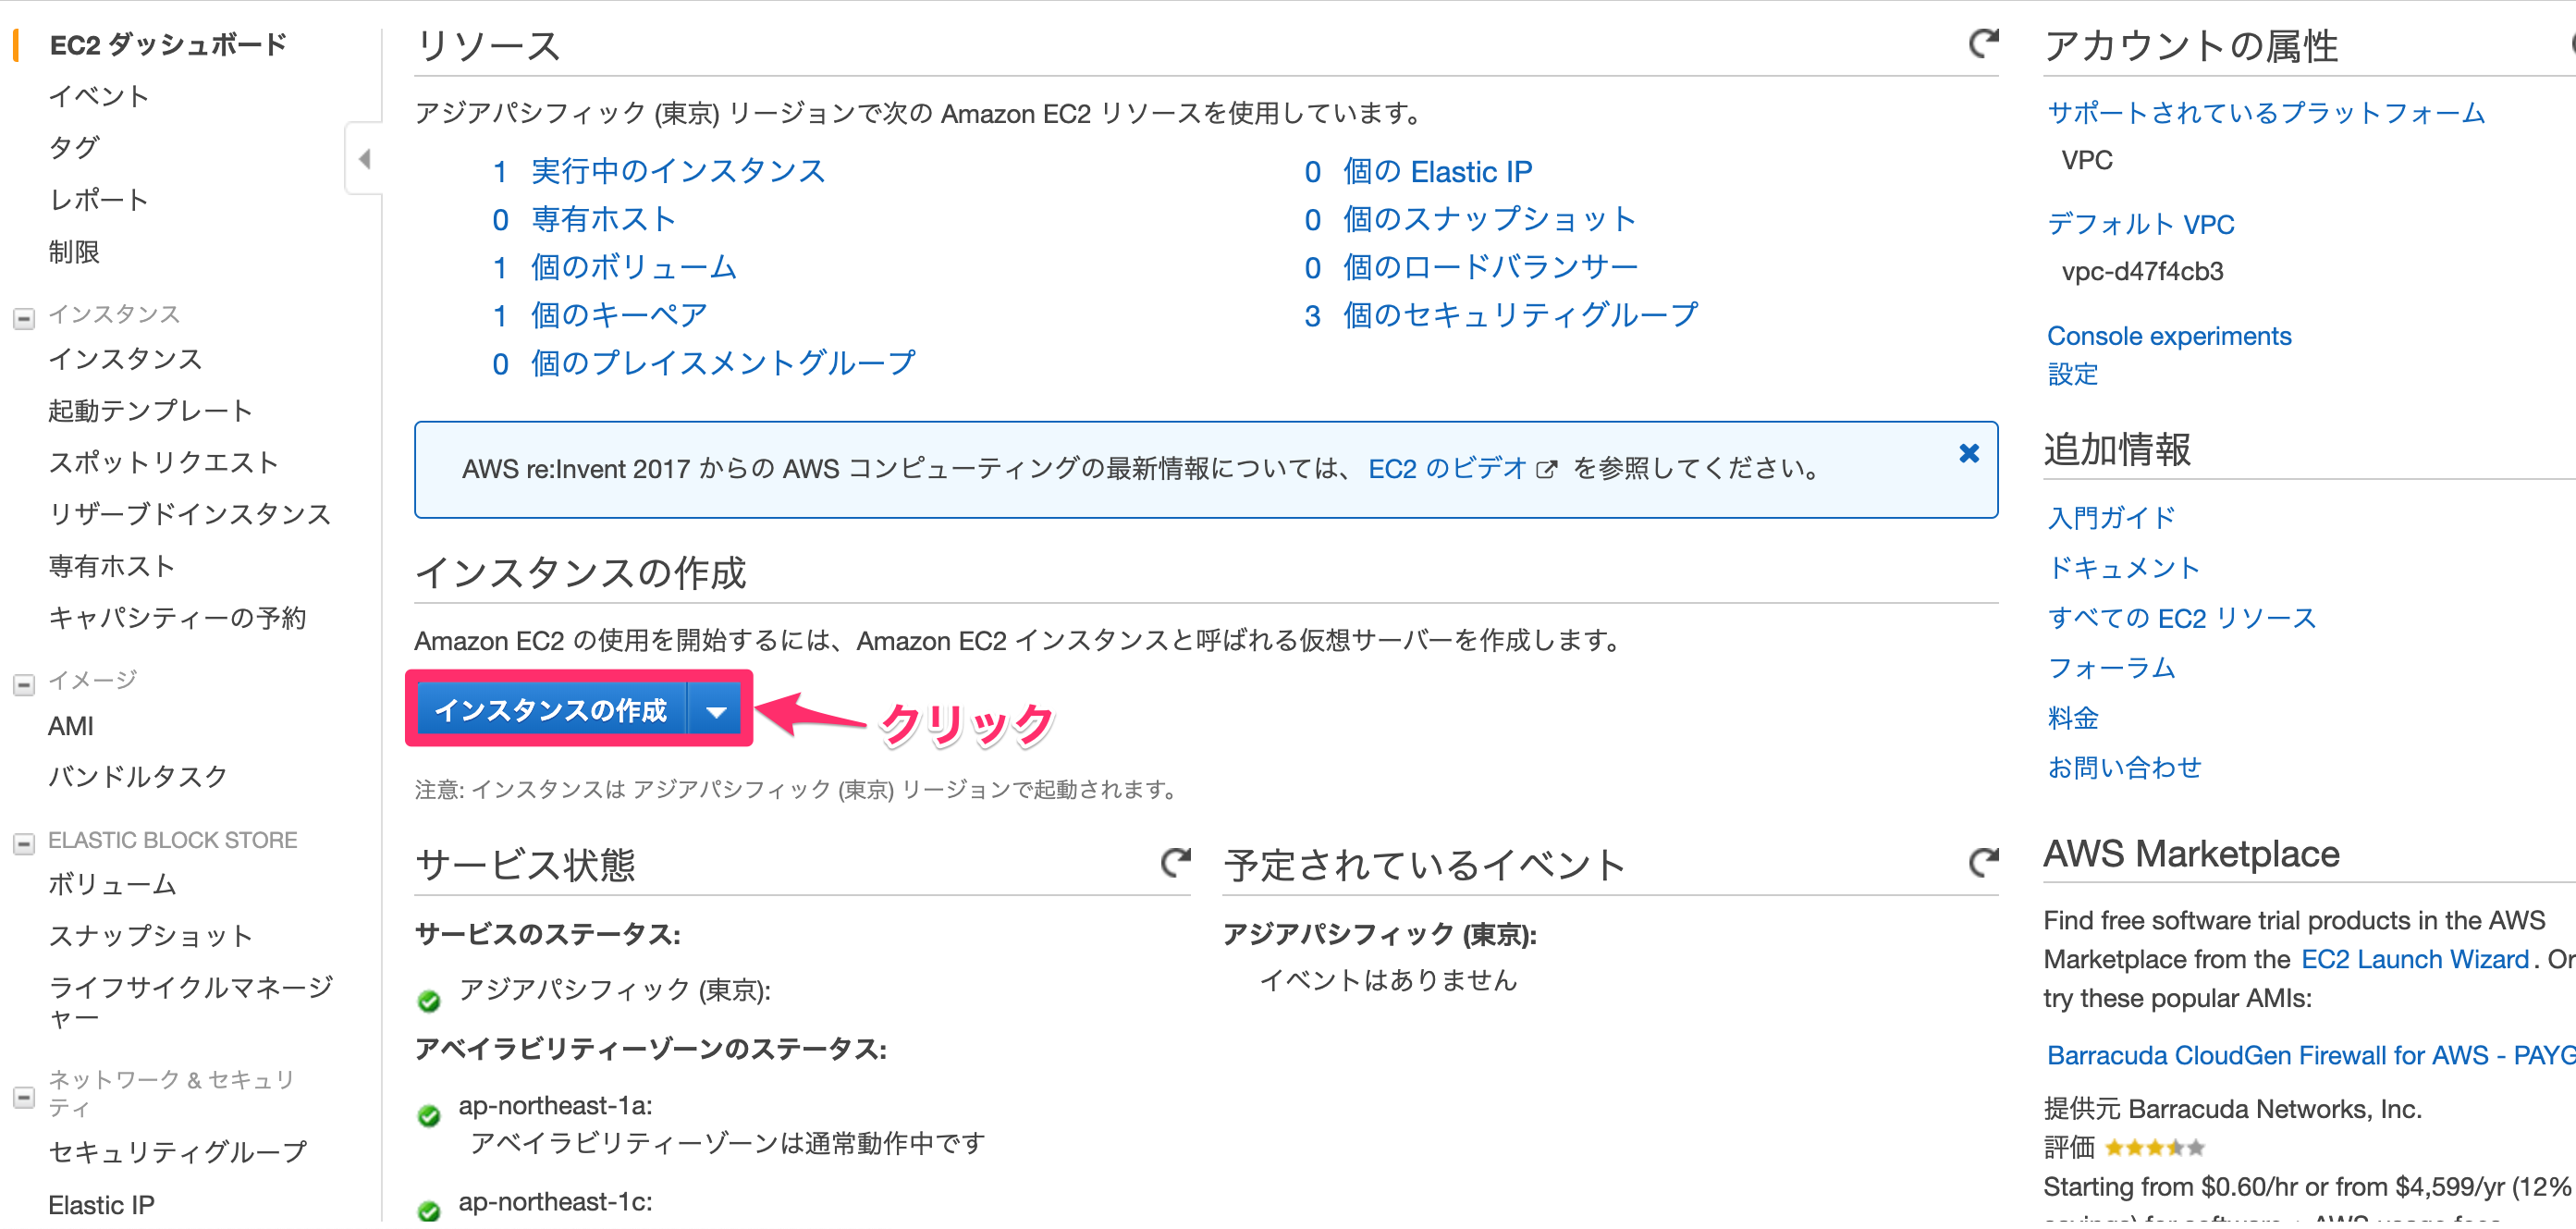 EC2 ダッシュボード
イベント
タグ
レポート
制限
インスタンス
インスタンス
起動テンプレート
スポットリクエスト
リザーブドインスタンス
専有ホスト
キャパシティーの予約
イメージ
AMI
バンドルタスク
ELASTIC BLOCK STORE
ボリューム
スナップショット
ライフサイクルマネージ
ャー
ネットワーク & セキュリ
ティ
セキュリティグループ
Elastic IP
リソース
アジアパシフィック (東京) リージョンで次の Amazon EC2 リソースを使用しています。
1 実行中のインスタンス
0 専有ホスト
1 個のボリューム
1 個のキーペア
0 個のプレイスメントグループ
0 個の Elastic IP
0 個のスナップショット
0 個のロードバランサー
3 個のセキュリティグループ
AWS re:Invent 2017 からの AWS コンピューティングの最新情報については、 EC2 のビデオ を参照してください。
インスタンスの作成
Amazon EC2 の使用を開始するには、Amazon EC2 インスタンスと呼ばれる仮想サーバーを作成します。
インスタンスの作成
クリック
注意: インスタンスは アジアパシフィック (東京) リージョンで起動されます。
サービス状態
サービスのステータス:
アジアパシフィック (東京):
アベイラビリティーゾーンのステータス:
ap-northeast-1a:
アベイラビリティーゾーンは通常動作中です
ap-northeast-1c:
予定されているイベント
アジアパシフィック (東京):
イベントはありません
アカウントの属性
サポートされているプラットフォーム
VPC
デフォルト VPC
vpc-d47f4cb3
Console experiments
設定
追加情報
入門ガイド
ドキュメント
すべての EC2 リソース
フォーラム
料金
お問い合わせ
AWS Marketplace
Find free software trial products in the AWS
Marketplace from the EC2 Launch Wizard. Or
try these popular AMIs:
Barracuda CloudGen Firewall for AWS - PAYG
提供元 Barracuda Networks, Inc.
評価
Starting from $0.60/hr or from $4,599/yr (12%